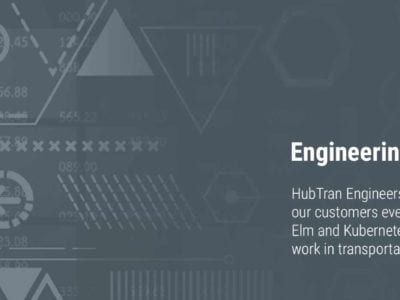 Engineerin
HubTran Engineers
our customers eve
Elm and Kubernete
work in transporta